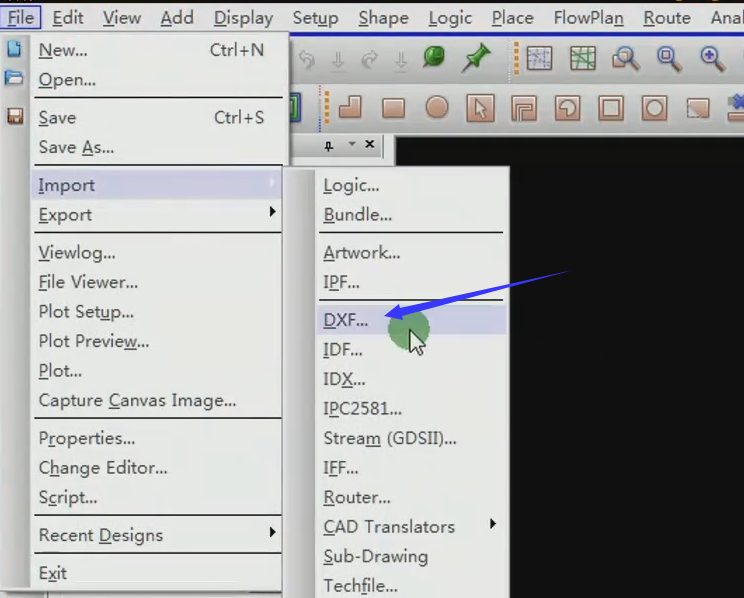 File Edit View Add Display Setup Shape Logic Place FlowPlan Route Anal
New... Ctrl+N
Open...
Save Ctrl+S
Save As...
Import
Export
Viewlog...
File Viewer...
Plot Setup...
Plot Preview...
Plot...
Capture Canvas Image...
Properties...
Change Editor...
Script...
Recent Designs
Exit
Logic...
Bundle...
Artwork...
IPF...
DXF...
IDF...
IDX...
IPC2581...
Stream (GDSII)...
IFF...
Router...
CAD Translators
Sub-Drawing
Techfile...